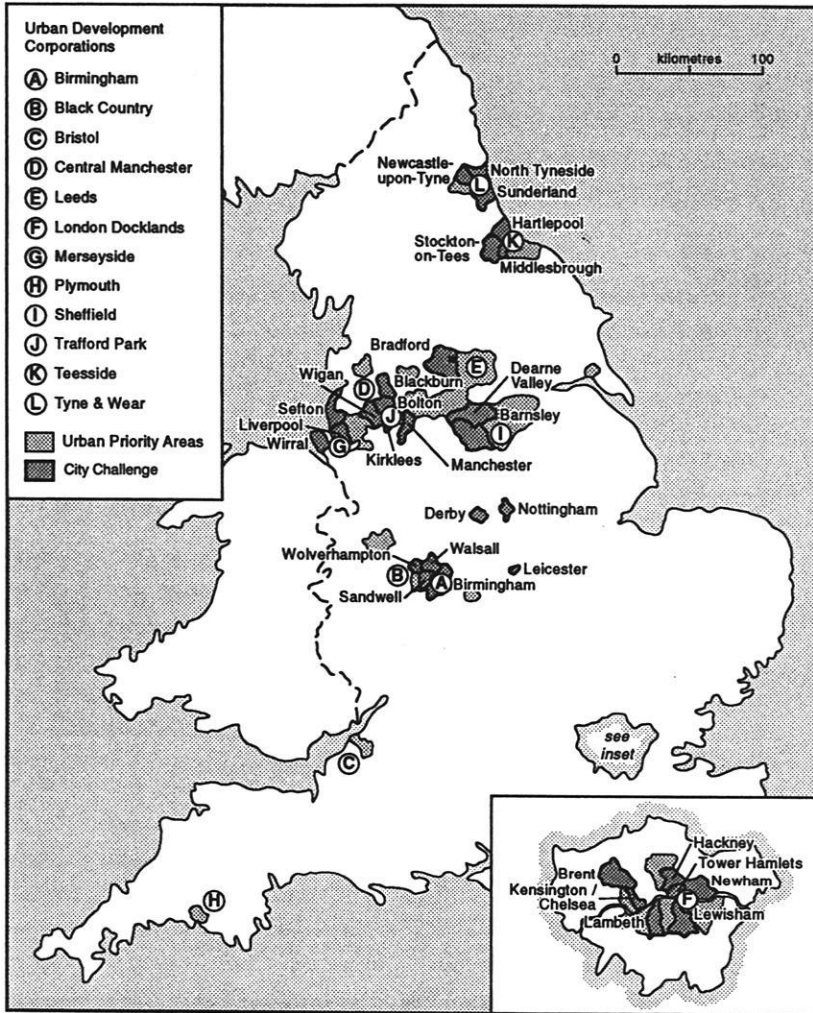 Urban Development
Corporations
A Birmingham
B Black Country
C Bristol
D Central Manchester
E Leeds
F London Docklands
G Merseyside
H Plymouth
I Sheffield
J Trafford Park
K Teesside
L Tyne & Wear
Urban Priority Areas
City Challenge
0 kilometres 100
Newcastle-
upon-Tyne
North Tyneside
L
Sunderland
Hartlepool
Stockton-
on-Tees
K
Middlesbrough
Bradford
E
Dearne
Valley
Wigan
D
Blackburn
Sefton
Bolton
J
Barnsley
Liverpool
I
Wirral
G
Kirklees
Manchester
Derby
Nottingham
Wolverhampton
Walsall
B
A
Leicester
Birmingham
Sandwell
C
see
inset
H
Hackney
Tower Hamlets
Brent
Newham
Kensington /
Chelsea
F
Lewisham
Lambeth